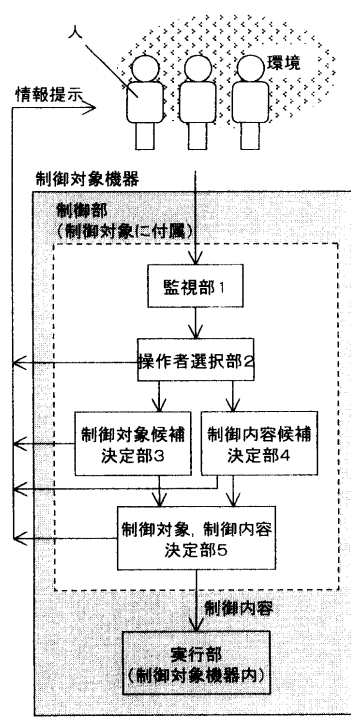 人
環境
情報提示
制御対象機器
制御部
(制御対象に付属)
監視部1
操作者選択部2
制御対象候補
決定部3
制御内容候補
決定部4
制御対象, 制御内容
決定部5
制御内容
実行部
(制御対象機器内)